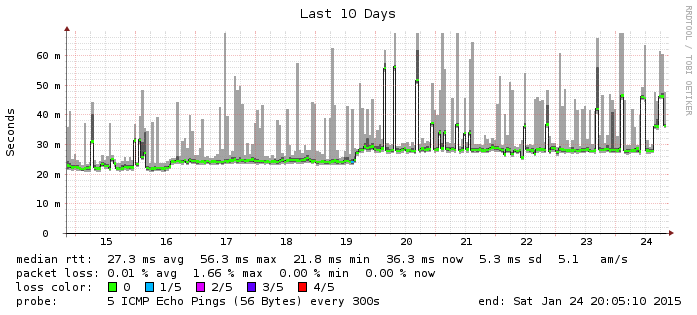 Last 10 Days
RRDTOOL / TOBI OETIKER
Seconds
60 m
50 m
40 m
30 m
20 m
10 m
0
15 16 17 18 19 20 21 22 23 24
median rtt: 27.3 ms avg 56.3 ms max 21.8 ms min 36.3 ms now 5.3 ms sd 5.1 am/s
packet loss: 0.01 % avg 1.66 % max 0.00 % min 0.00 % now
loss color: 0 1/5 2/5 3/5 4/5
probe: 5 ICMP Echo Pings (56 Bytes) every 300s end: Sat Jan 24 20:05:10 2015